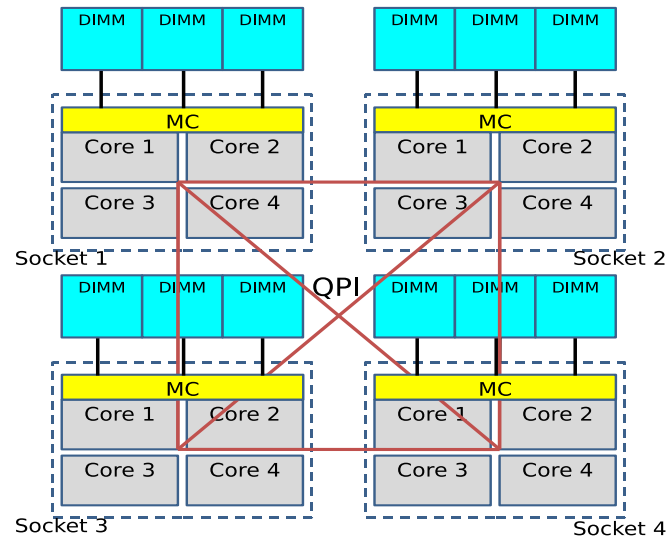 DIMM DIMM DIMM
DIMM DIMM DIMM
MC
MC
Core 1 Core 2
Core 1 Core 2
Core 3 Core 4
Core 3 Core 4
Socket 1
Socket 2
QPI
DIMM DIMM DIMM
DIMM DIMM DIMM
MC
MC
Core 1 Core 2
Core 1 Core 2
Core 3 Core 4
Core 3 Core 4
Socket 3
Socket 4